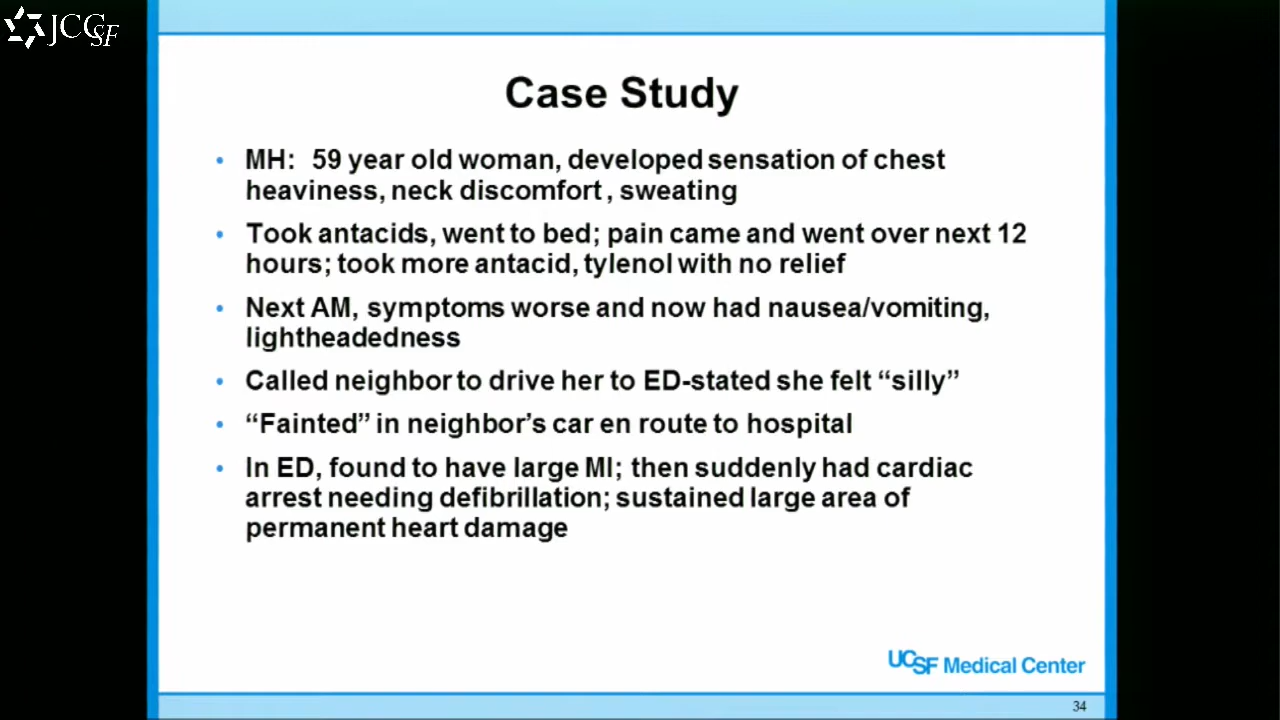 JCCSF
Case Study
• MH: 59 year old woman, developed sensation of chest
heaviness, neck discomfort , sweating
• Took antacids, went to bed; pain came and went over next 12
hours; took more antacid, tylenol with no relief
• Next AM, symptoms worse and now had nausea/vomiting,
lightheadedness
• Called neighbor to drive her to ED-stated she felt “silly”
• “Fainted” in neighbor’s car en route to hospital
• In ED, found to have large MI; then suddenly had cardiac
arrest needing defibrillation; sustained large area of
permanent heart damage
UCSF Medical Center
34